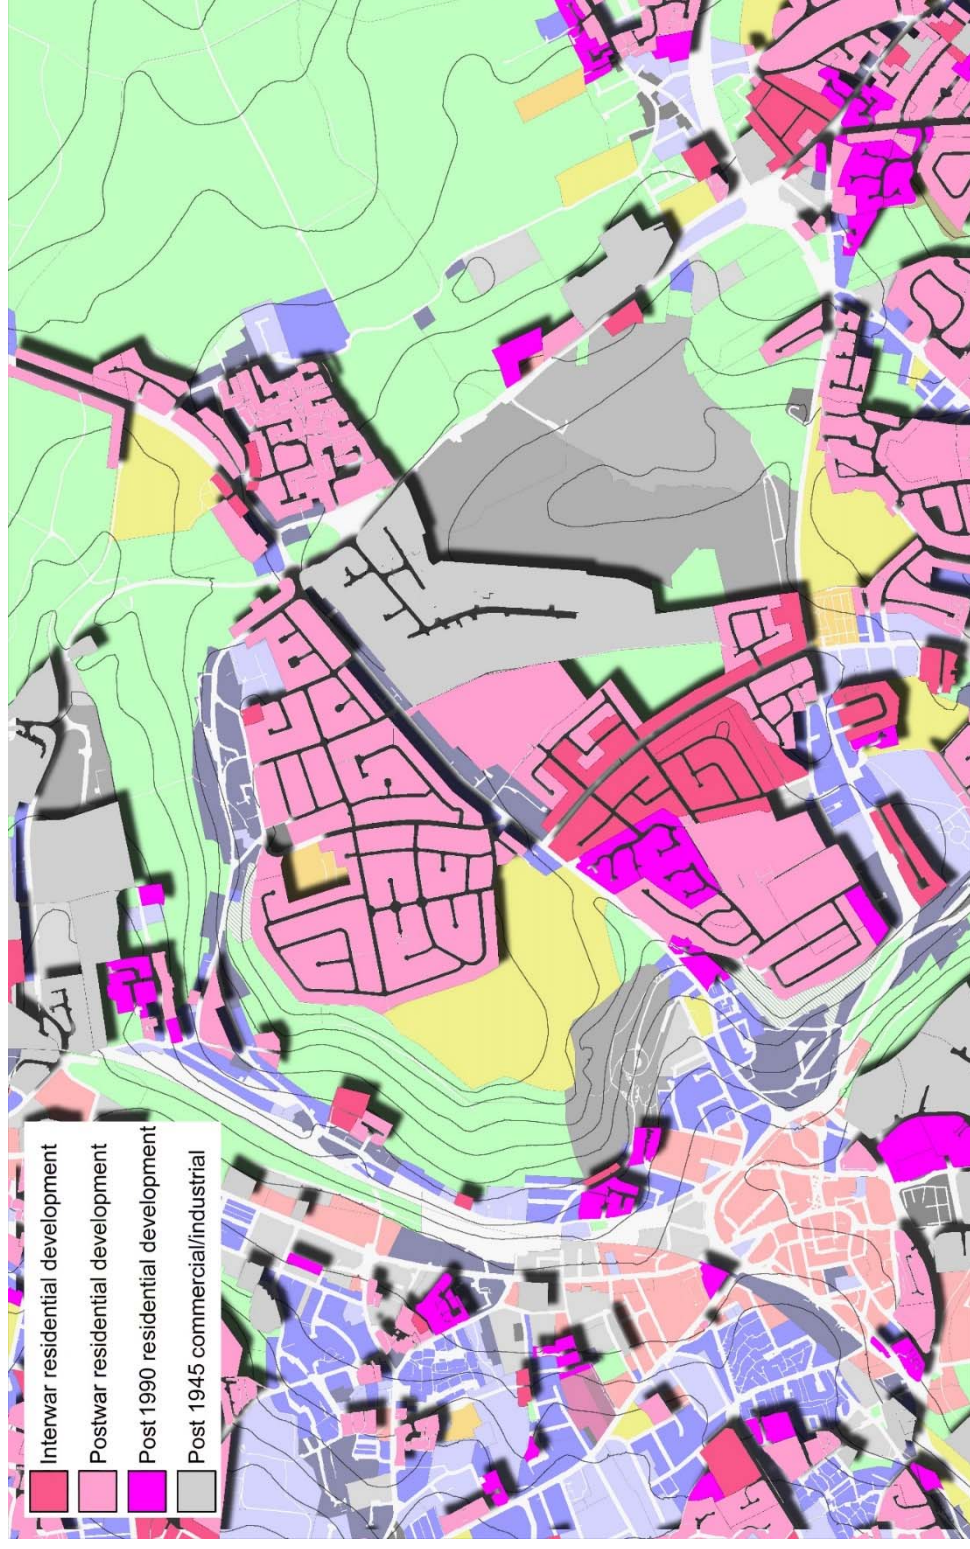 Interwar residential development
Postwar residential development
Post 1990 residential development
Post 1945 commercial/industrial